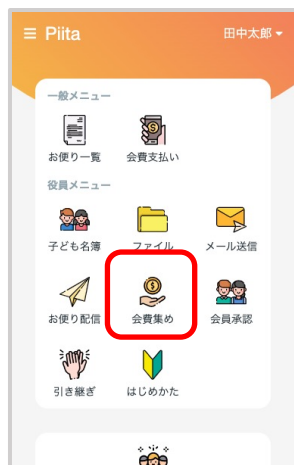 ≡ Piita 田中太郎▼
一般メニュー
お便り一覧 会費支払い
役員メニュー
子ども名簿 ファイル メール送信
お便り配信 会費集め 会員承認
引き継ぎ はじめかた